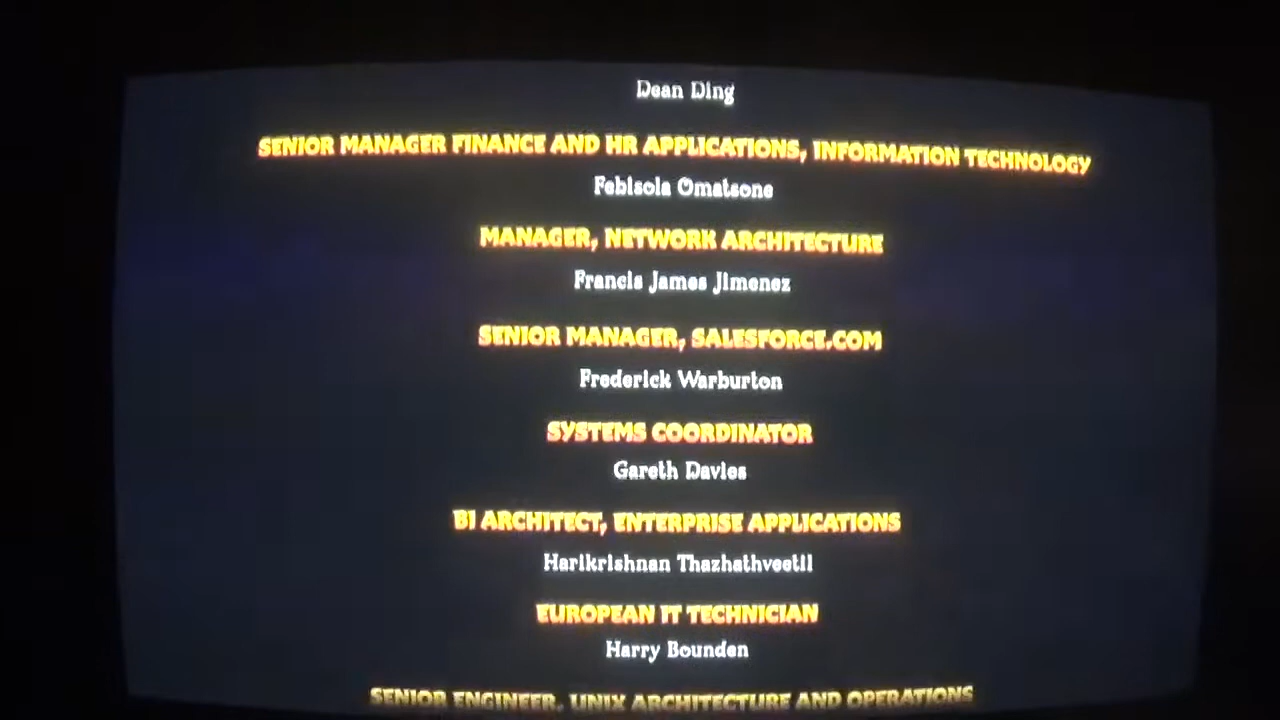 Dean Ding
SENIOR MANAGER FINANCE AND HR APPLICATIONS, INFORMATION TECHNOLOGY
Febisola Omatsone
MANAGER, NETWORK ARCHITECTURE
Francis James Jimenez
SENIOR MANAGER, SALESFORCE.COM
Frederick Warburton
SYSTEMS COORDINATOR
Gareth Davies
BI ARCHITECT, ENTERPRISE APPLICATIONS
Harikrishnan Thazhathveetil
EUROPEAN IT TECHNICIAN
Harry Bounden
SENIOR ENGINEER, UNIX ARCHITECTURE AND OPERATIONS